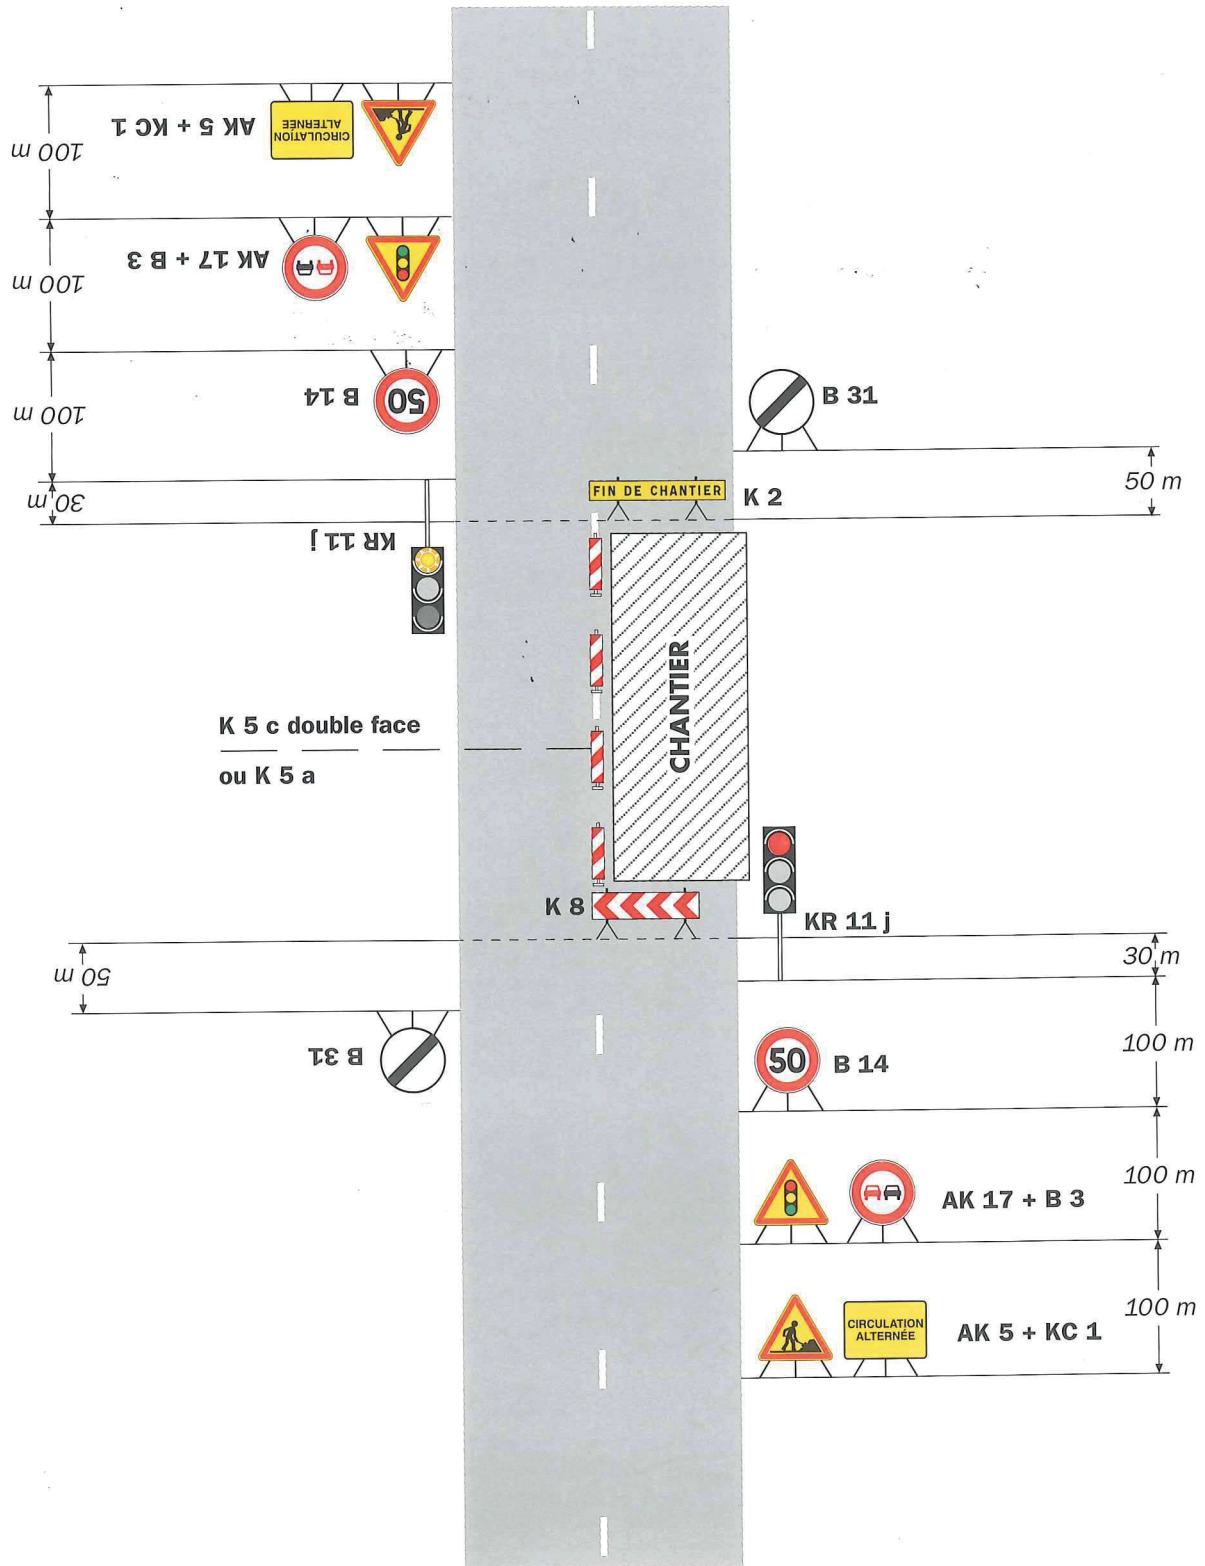 AK 5 + KC 1
CIRCULATION
ALTERNÉE
100 m
AK 17 + B 3
100 m
B 14
50
100 m
B 31
50 m
FIN DE CHANTIER
K 2
30 m
KR 11 j
CHANTIER
K 5 c double face
ou K 5 a
K 8
KR 11 j
30 m
50 m
B 31
50
B 14
100 m
AK 17 + B 3
100 m
CIRCULATION
ALTERNÉE
AK 5 + KC 1
100 m